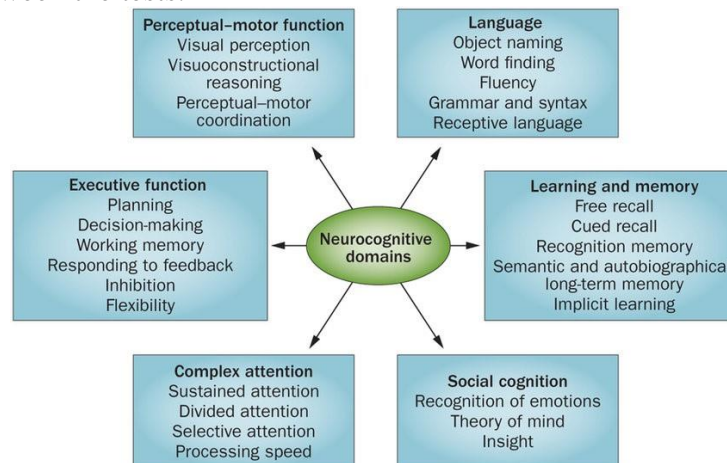 Perceptual–motor function
Visual perception
Visuoconstructional
reasoning
Perceptual–motor
coordination
Language
Object naming
Word finding
Fluency
Grammar and syntax
Receptive language
Executive function
Planning
Decision-making
Working memory
Responding to feedback
Inhibition
Flexibility
Neurocognitive
domains
Learning and memory
Free recall
Cued recall
Recognition memory
Semantic and autobiographica
long-term memory
Implicit learning
Complex attention
Sustained attention
Divided attention
Selective attention
Processing speed
Social cognition
Recognition of emotions
Theory of mind
Insight